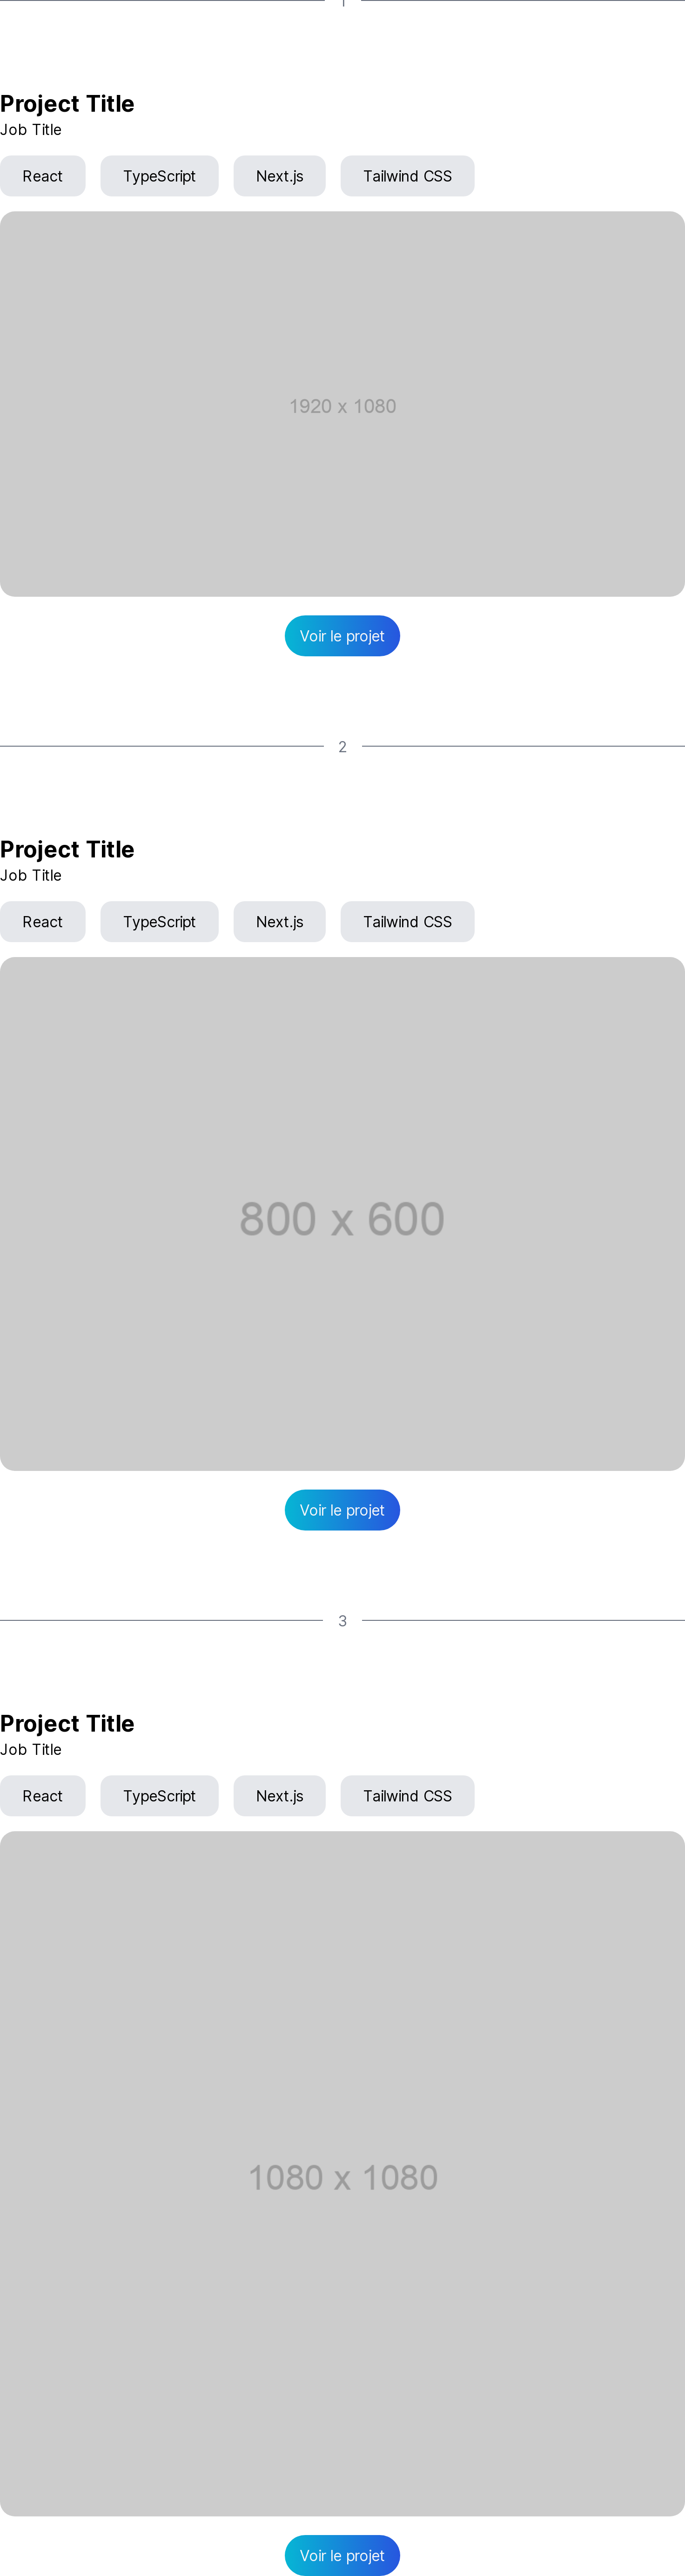 Project Title
Job Title
React TypeScript Next.js Tailwind CSS
1920 x 1080
Voir le projet
2
Project Title
Job Title
React TypeScript Next.js Tailwind CSS
800 x 600
Voir le projet
3
Project Title
Job Title
React TypeScript Next.js Tailwind CSS
1080 x 1080
Voir le projet